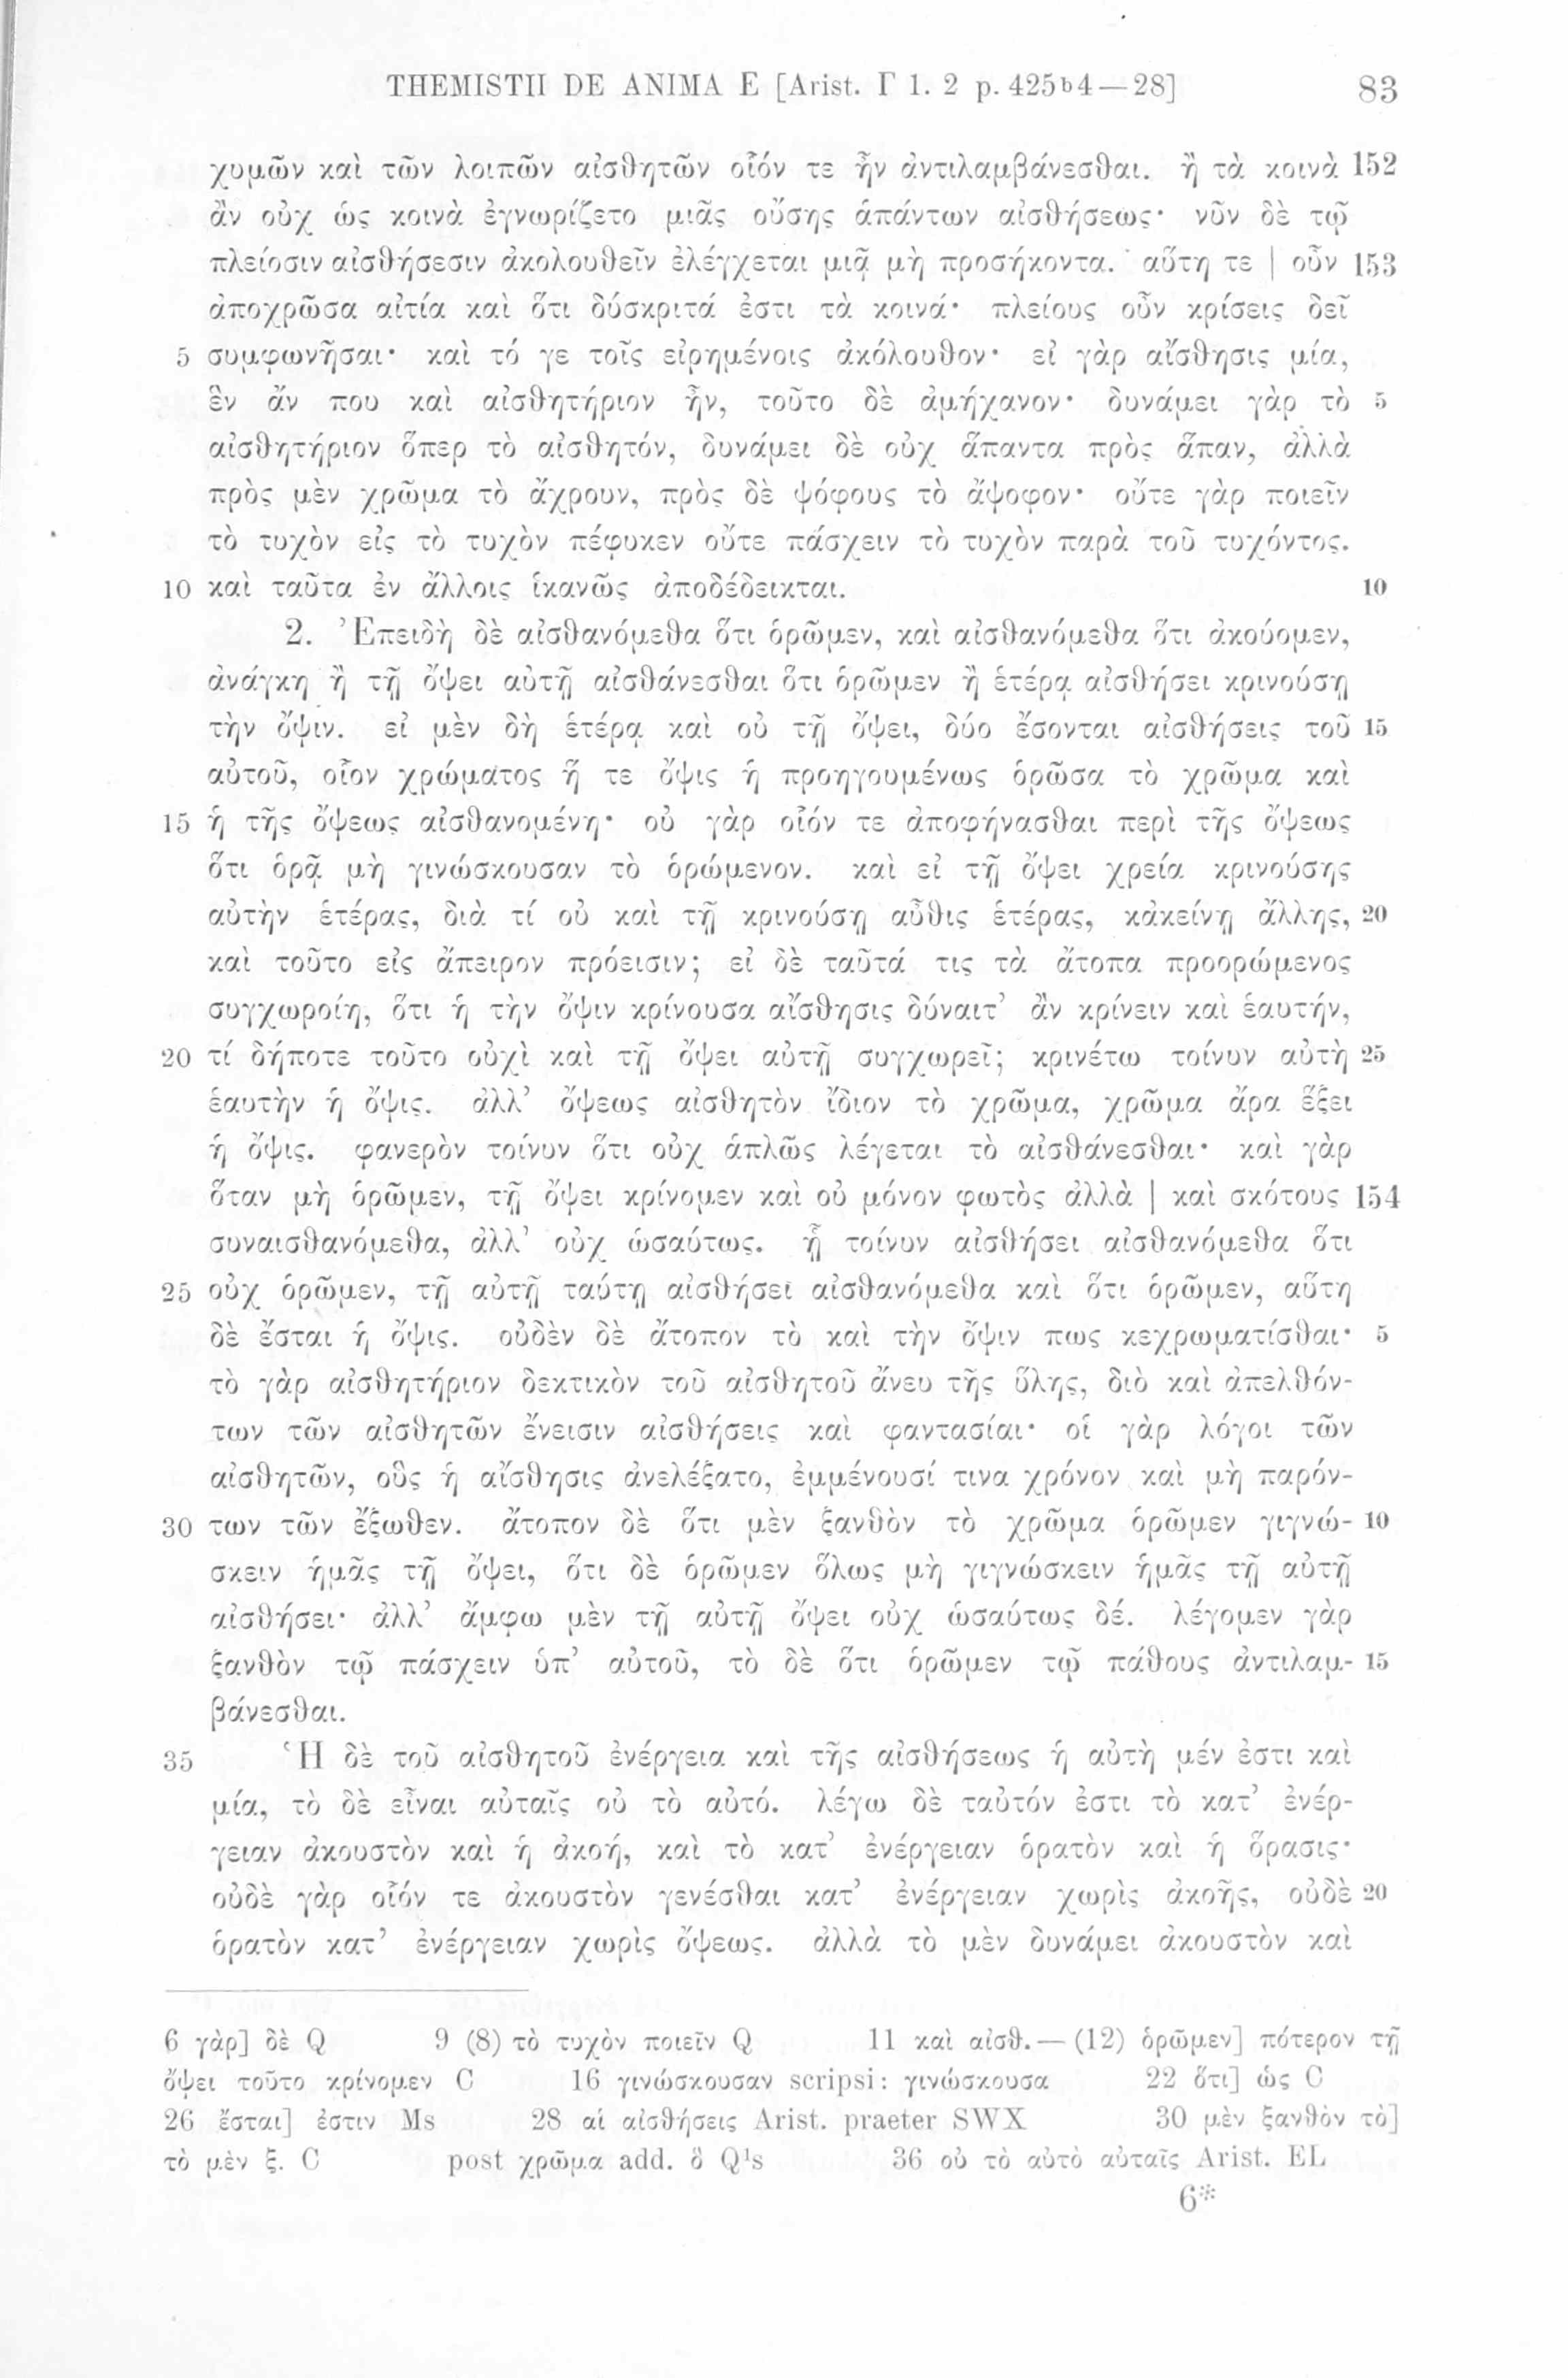 THEMISTII DE ANIMA E [Arist. Γ 1. 2 p. 425b4—28] 83
χυμῶν καὶ τῶν λοιπῶν αἰσθητῶν οἷόν τε ἦν ἀντιλαμβάνεσθαι. ἢ τὰ κοινὰ 152
ἂν οὐχ ὡς κοινὰ ἐγνωρίζετο μιᾶς οὔσης ἁπάντων αἰσθήσεως· νῦν δὲ τῷ
πλείοσιν αἰσθήσεσιν ἀκολουθεῖν ἐλέγχεται μιᾷ μὴ προσήκοντα. αὕτη τε | οὖν 153
ἀποχρῶσα αἰτία καὶ ὅτι δύσκριτά ἐστι τὰ κοινά· πλείους οὖν κρίσεις δεῖ
5 συμφωνῆσαι· καὶ τό γε τοῖς εἰρημένοις ἀκόλουθον· εἰ γὰρ αἴσθησις μία,
ἓν ἄν που καὶ αἰσθητήριον ἦν, τοῦτο δὲ ἀμήχανον· δυνάμει γὰρ τὸ 5
αἰσθητήριον ὅπερ τὸ αἰσθητόν, δυνάμει δὲ οὐχ ἅπαντα πρὸς ἅπαν, ἀλλὰ
πρὸς μὲν χρῶμα τὸ ἄχρουν, πρὸς δὲ ψόφους τὸ ἄψοφον· οὔτε γὰρ ποιεῖν
τὸ τυχὸν εἰς τὸ τυχὸν πέφυκεν οὔτε πάσχειν τὸ τυχὸν παρὰ τοῦ τυχόντος.
10 καὶ ταῦτα ἐν ἄλλοις ἱκανῶς ἀποδέδεικται. 10
2. Ἐπειδὴ δὲ αἰσθανόμεθα ὅτι ὁρῶμεν, καὶ αἰσθανόμεθα ὅτι ἀκούομεν,
ἀνάγκη ἢ τῇ ὄψει αὐτῇ αἰσθάνεσθαι ὅτι ὁρῶμεν ἢ ἑτέρᾳ αἰσθήσει κρινούσῃ
τὴν ὄψιν. εἰ μὲν δὴ ἑτέρᾳ καὶ οὐ τῇ ὄψει, δύο ἔσονται αἰσθήσεις τοῦ 15
αὐτοῦ, οἷον χρώματος ἥ τε ὄψις ἡ προηγουμένως ὁρῶσα τὸ χρῶμα καὶ
15 ἡ τῆς ὄψεως αἰσθανομένη· οὐ γὰρ οἷόν τε ἀποφήνασθαι περὶ τῆς ὄψεως
ὅτι ὁρᾷ μὴ γινώσκουσαν τὸ ὁρώμενον. καὶ εἰ τῇ ὄψει χρεία κρινούσης
αὐτὴν ἑτέρας, διὰ τί οὐ καὶ τῇ κρινούσῃ αὖθις ἑτέρας, κἀκείνῃ ἄλλης, 20
καὶ τοῦτο εἰς ἄπειρον πρόεισιν; εἰ δὲ ταῦτά τις τὰ ἄτοπα προορώμενος
συγχωροίη, ὅτι ἡ τὴν ὄψιν κρίνουσα αἴσθησις δύναιτ’ ἂν κρίνειν καὶ ἑαυτήν,
20 τί δήποτε τοῦτο οὐχὶ καὶ τῇ ὄψει αὐτῇ συγχωρεῖ; κρινέτω τοίνυν αὐτὴ 25
ἑαυτὴν ἡ ὄψις. ἀλλ’ ὄψεως αἰσθητὸν ἴδιον τὸ χρῶμα, χρῶμα ἄρα ἕξει
ἡ ὄψις. φανερὸν τοίνυν ὅτι οὐχ ἁπλῶς λέγεται τὸ αἰσθάνεσθαι· καὶ γὰρ
ὅταν μὴ ὁρῶμεν, τῇ ὄψει κρίνομεν καὶ οὐ μόνον φωτὸς ἀλλὰ | καὶ σκότους 154
συναισθανόμεθα, ἀλλ’ οὐχ ὡσαύτως. ᾗ τοίνυν αἰσθήσει αἰσθανόμεθα ὅτι
25 οὐχ ὁρῶμεν, τῇ αὐτῇ ταύτῃ αἰσθήσει αἰσθανόμεθα καὶ ὅτι ὁρῶμεν, αὕτη
δὲ ἔσται ἡ ὄψις. οὐδὲν δὲ ἄτοπον τὸ καὶ τὴν ὄψιν πως κεχρωματίσθαι· 5
τὸ γὰρ αἰσθητήριον δεκτικὸν τοῦ αἰσθητοῦ ἄνευ τῆς ὕλης, διὸ καὶ ἀπελθόν-
των τῶν αἰσθητῶν ἔνεισιν αἰσθήσεις καὶ φαντασίαι· οἱ γὰρ λόγοι τῶν
αἰσθητῶν, οὓς ἡ αἴσθησις ἀνελέξατο, ἐμμένουσί τινα χρόνον καὶ μὴ παρόν-
30 των τῶν ἔξωθεν. ἄτοπον δὲ ὅτι μὲν ξανθὸν τὸ χρῶμα ὁρῶμεν γιγνώ- 10
σκειν ἡμᾶς τῇ ὄψει, ὅτι δὲ ὁρῶμεν ὅλως μὴ γιγνώσκειν ἡμᾶς τῇ αὐτῇ
αἰσθήσει· ἀλλ’ ἄμφω μὲν τῇ αὐτῇ ὄψει οὐχ ὡσαύτως δέ. λέγομεν γὰρ
ξανθὸν τῷ πάσχειν ὑπ’ αὐτοῦ, τὸ δὲ ὅτι ὁρῶμεν τῷ πάθους ἀντιλαμ- 15
βάνεσθαι.
35 Ἡ δὲ τοῦ αἰσθητοῦ ἐνέργεια καὶ τῆς αἰσθήσεως ἡ αὐτὴ μέν ἐστι καὶ
μία, τὸ δὲ εἶναι αὐταῖς οὐ τὸ αὐτό. λέγω δὲ ταὐτόν ἐστι τὸ κατ’ ἐνέρ-
γειαν ἀκουστὸν καὶ ἡ ἀκοή, καὶ τὸ κατ’ ἐνέργειαν ὁρατὸν καὶ ἡ ὅρασις·
οὐδὲ γὰρ οἷόν τε ἀκουστὸν γενέσθαι κατ’ ἐνέργειαν χωρὶς ἀκοῆς, οὐδὲ 20
ὁρατὸν κατ’ ἐνέργειαν χωρὶς ὄψεως. ἀλλὰ τὸ μὲν δυνάμει ἀκουστὸν καὶ
6 γὰρ] δὲ Q 9 (8) τὸ τυχὸν ποιεῖν Q 11 καὶ αἰσθ.—(12) ὁρῶμεν] πότερον τῇ
ὄψει τοῦτο κρίνομεν C 16 γινώσκουσαν scripsi: γινώσκουσα 22 ὅτι] ὡς C
26 ἔσται] ἐστιν Ms 28 αἱ αἰσθήσεις Arist. praeter SWX 30 μὲν ξανθὸν τὸ]
τὸ μὲν ξ. C post χρῶμα add. ὃ Q¹s 36 οὐ τὸ αὐτὸ αὐταῖς Arist. EL
6*